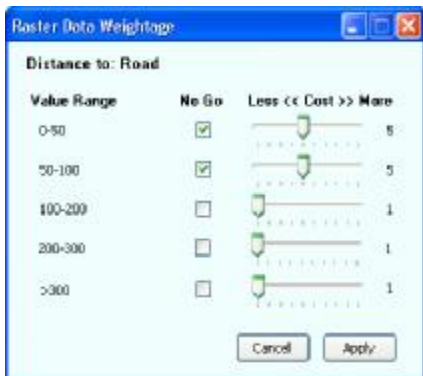 Raster Data Weightage
Distance to: Road
Value Range No Go Less << Cost >> More
0-50 5
50-100 5
100-200 1
200-300 1
>300 1
Cancel Apply